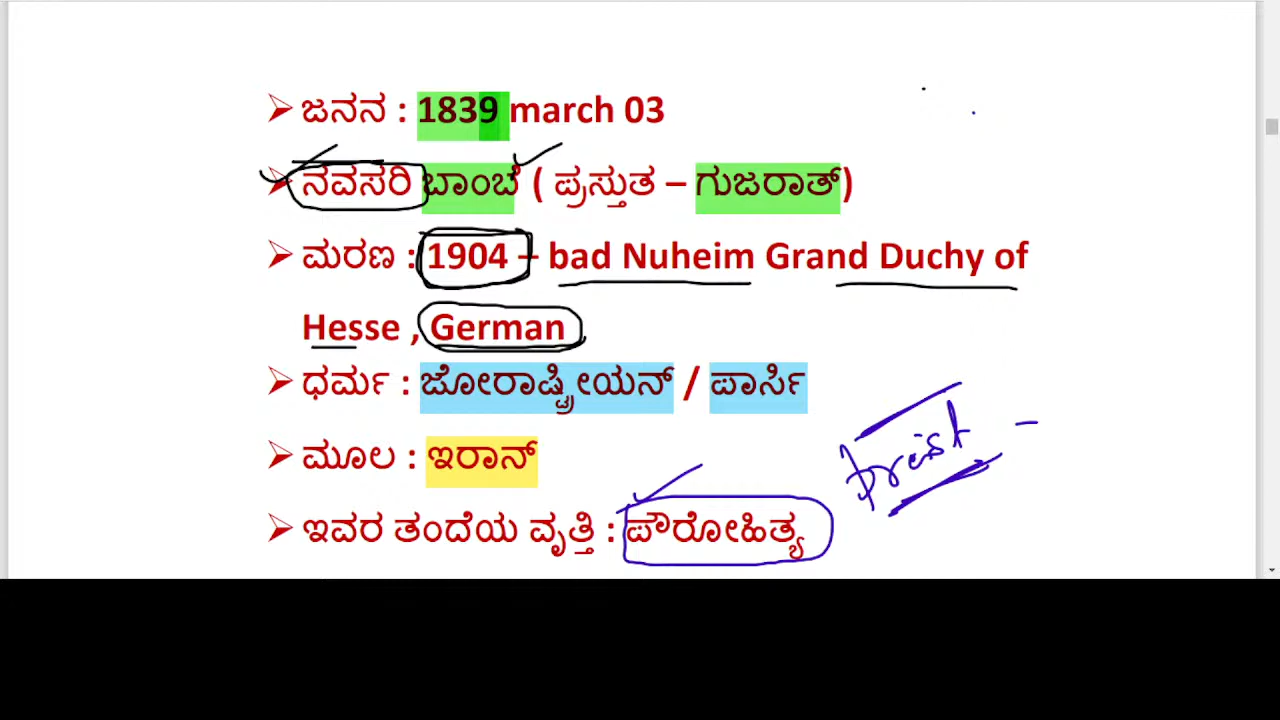 ➢ ಜನನ : 1839 march 03
➢ ನವಸರಿ ಬಾಂಬೆ ( ಪ್ರಸ್ತುತ – ಗುಜರಾತ್)
➢ ಮರಣ : 1904 – bad Nuheim Grand Duchy of
Hesse , German
➢ ಧರ್ಮ : ಜೋರಾಷ್ಟ್ರೀಯನ್ / ಪಾರ್ಸಿ
➢ ಮೂಲ : ಇರಾನ್
preist –
➢ ಇವರ ತಂದೆಯ ವೃತ್ತಿ : ಪೌರೋಹಿತ್ಯ